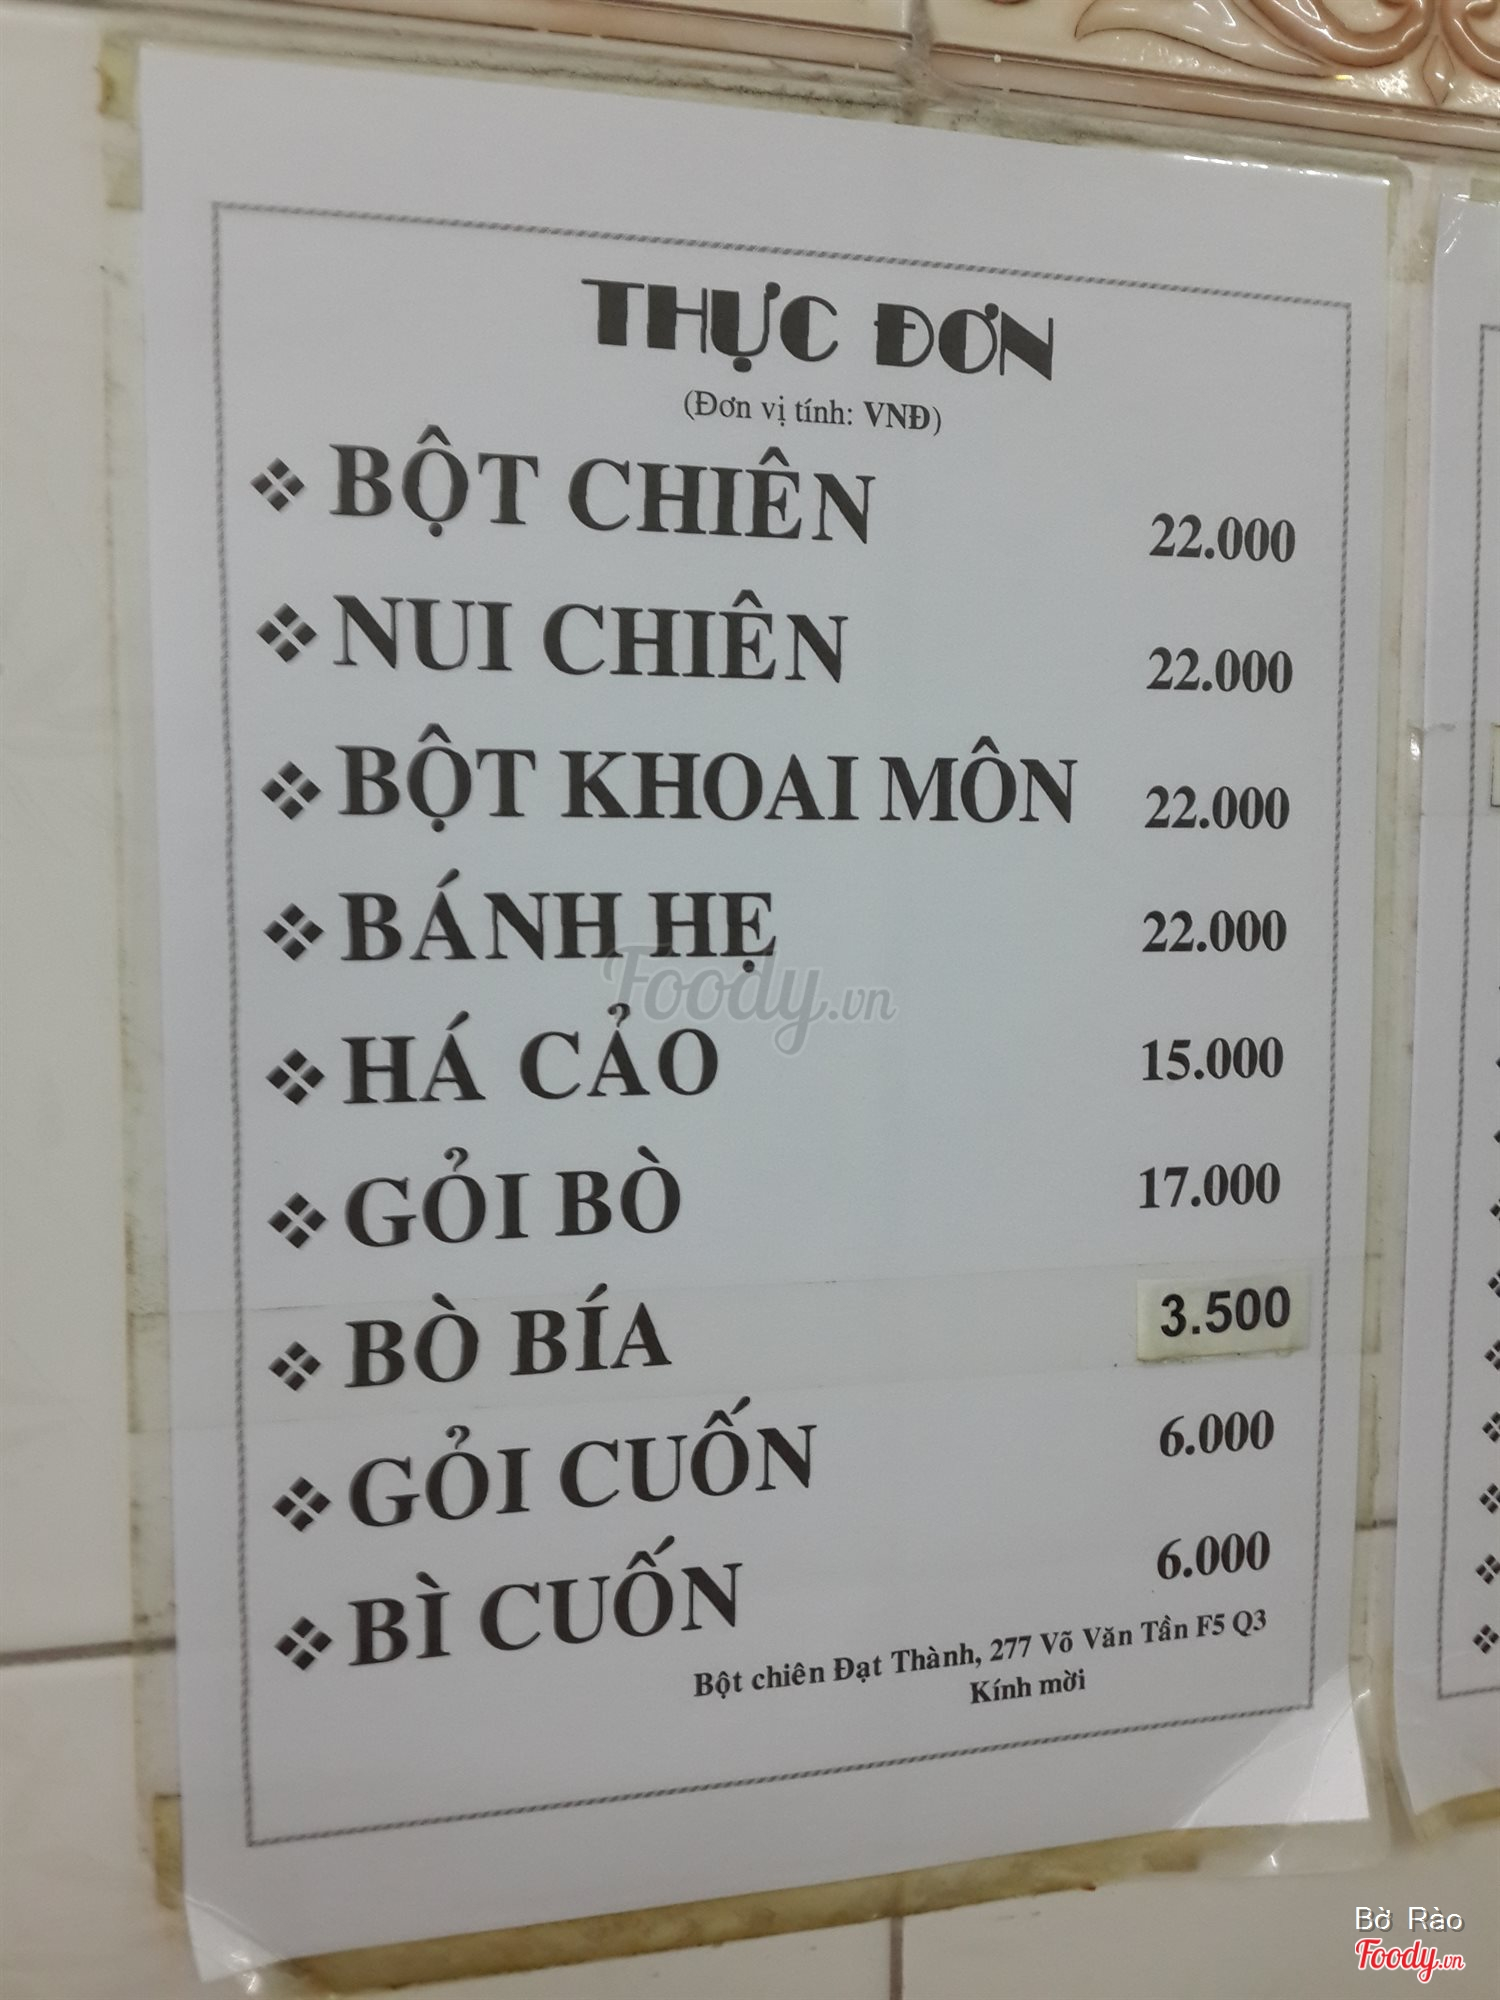 THỰC ĐƠN
(Đơn vị tính: VNĐ)
❖ BỘT CHIÊN 22.000
❖ NUI CHIÊN 22.000
❖ BỘT KHOAI MÔN 22.000
❖ BÁNH HẸ 22.000
❖ HÁ CẢO 15.000
❖ GỎI BÒ 17.000
❖ BÒ BÍA 3.500
❖ GỎI CUỐN 6.000
❖ BÌ CUỐN 6.000
Bột chiên Đạt Thành, 277 Võ Văn Tần F5 Q3
Kính mời
Foody.vn
Bờ Rào
Foody.vn